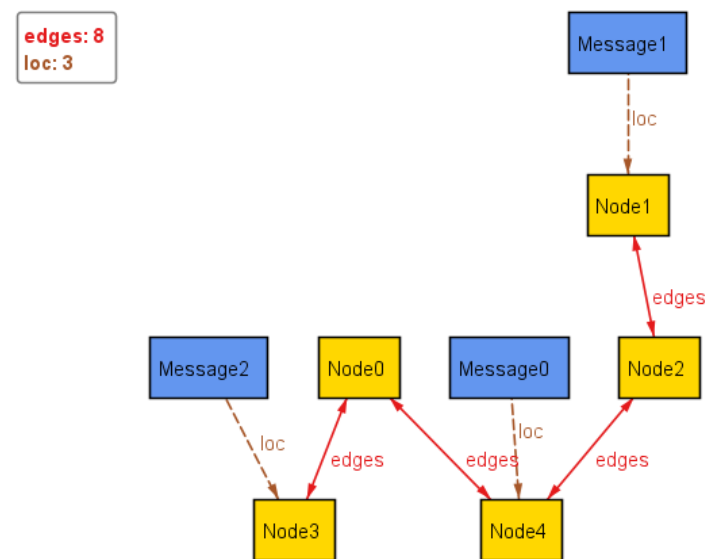 edges: 8
loc: 3
Message1
loc
Node1
edges
Message2
Node0
Message0
Node2
loc
edges
edges
loc
edges
Node3
Node4